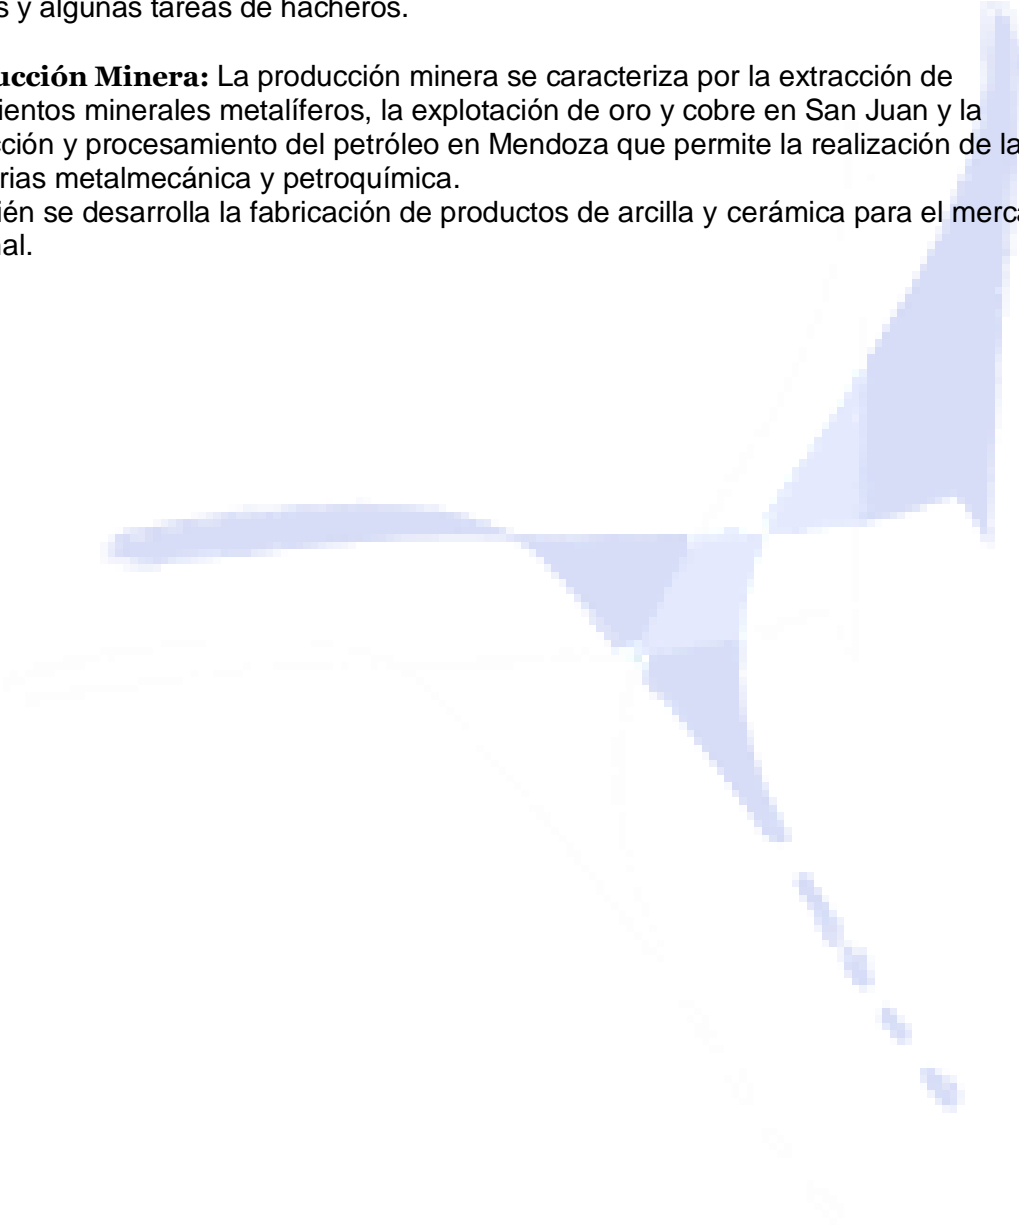 s y algunas tareas de hacheros.
ucción Minera: La producción minera se caracteriza por la extracción de
ientos minerales metalíferos, la explotación de oro y cobre en San Juan y la
cción y procesamiento del petróleo en Mendoza que permite la realización de la
rias metalmecánica y petroquímica.
ién se desarrolla la fabricación de productos de arcilla y cerámica para el merca
nal.